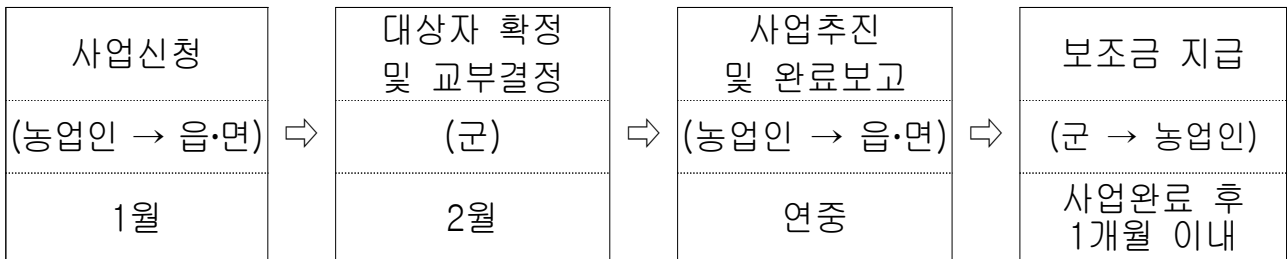 사업신청
(농업인 → 읍·면)
1월
⇨
대상자 확정
및 교부결정
(군)
2월
⇨
사업추진
및 완료보고
(농업인 → 읍·면)
연중
⇨
보조금 지급
(군 → 농업인)
사업완료 후
1개월 이내